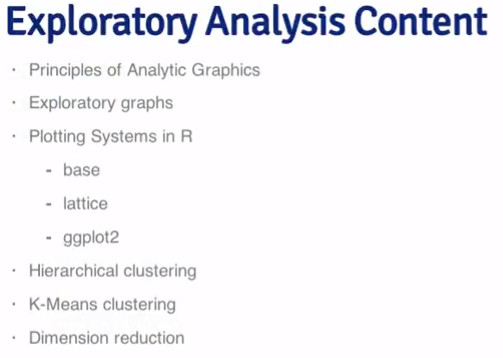 Exploratory Analysis Content
· Principles of Analytic Graphics
· Exploratory graphs
· Plotting Systems in R
- base
- lattice
- ggplot2
· Hierarchical clustering
· K-Means clustering
· Dimension reduction